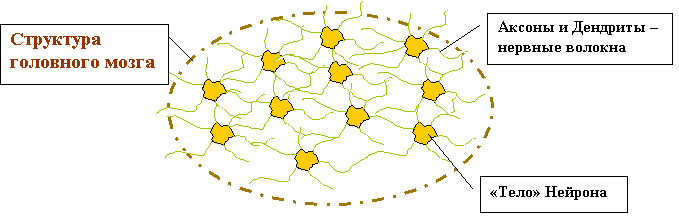 Структура
головного мозга
Аксоны и Дендриты –
нервные волокна
«Тело» Нейрона